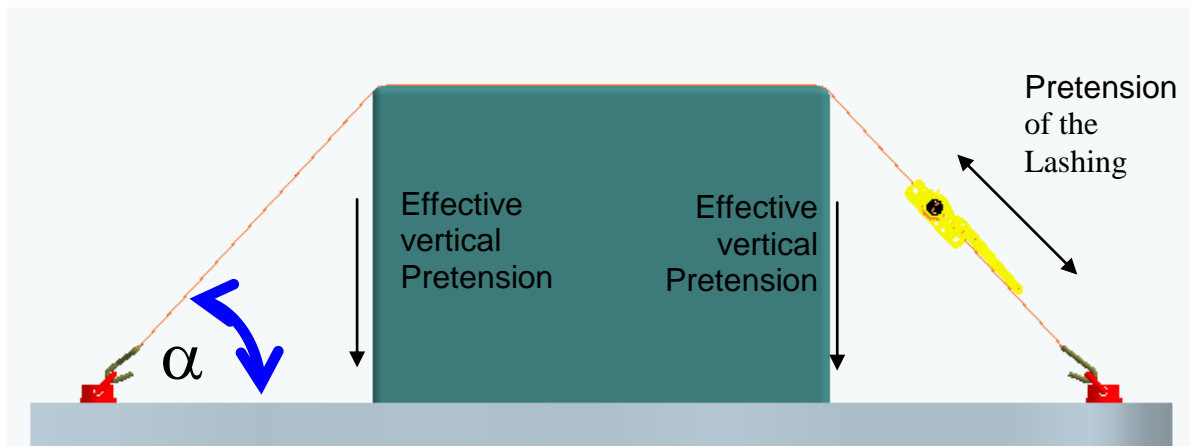 Effective
vertical
Pretension
Effective
vertical
Pretension
Pretension
of the
Lashing
α